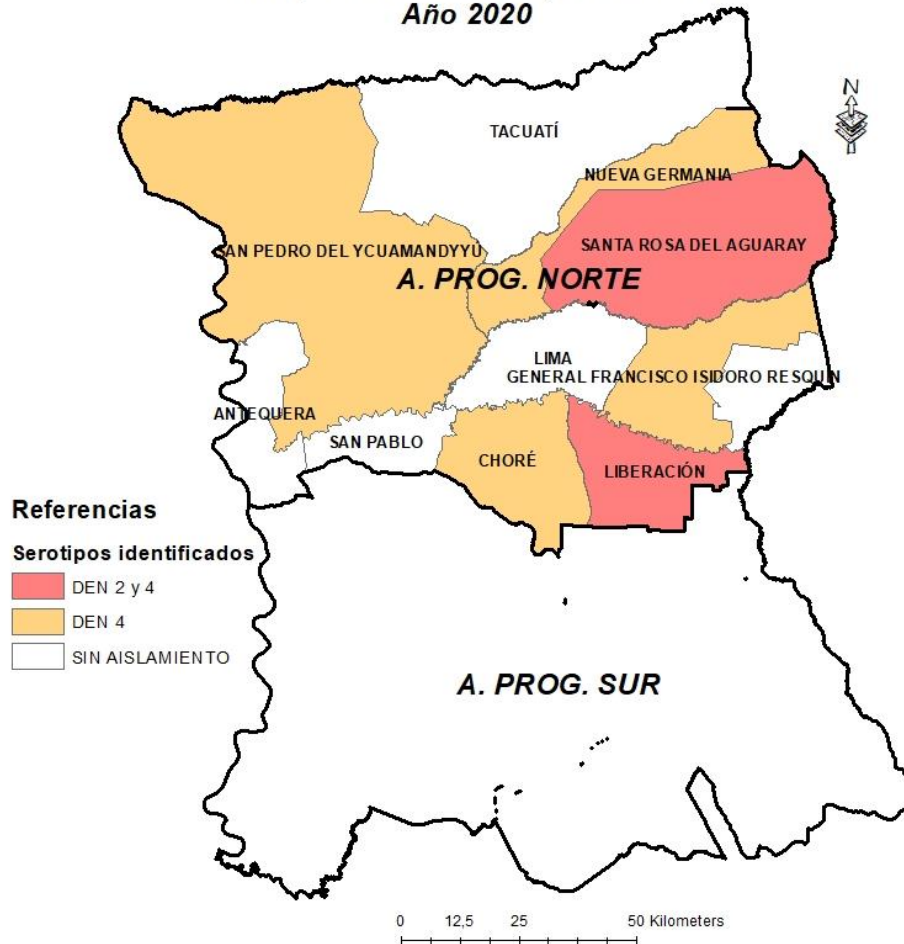 Año 2020
N
TACUATÍ
NUEVA GERMANIA
SAN PEDRO DEL YCUAMANDYYÚ
SANTA ROSA DEL AGUARAY
A. PROG. NORTE
LIMA
GENERAL FRANCISCO ISIDORO RESQUIN
ANTEQUERA
SAN PABLO
CHORÉ
LIBERACIÓN
Referencias
Serotipos identificados
DEN 2 y 4
DEN 4
SIN AISLAMIENTO
A. PROG. SUR
0 12,5 25 50 Kilometers